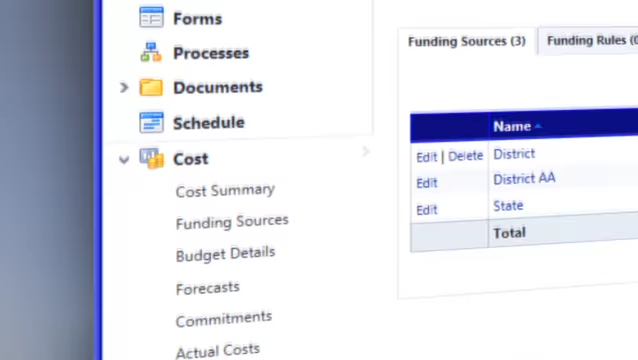 Forms
Processes
Documents
Schedule
Cost
Cost Summary
Funding Sources
Budget Details
Forecasts
Commitments
Actual Costs
Funding Sources (3)
Funding Rules (0
Name
Edit | Delete District
Edit District AA
Edit State
Total